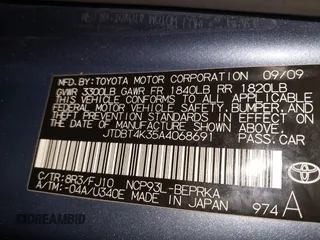 MFD. BY: TOYOTA MOTOR CORPORATION 09/09
GVWR 3300LB GAWR FR 1840LB RR 1820LB
THIS VEHICLE CONFORMS TO ALL APPLICABLE
FEDERAL MOTOR VEHICLE SAFETY, BUMPER, AND
THEFT PREVENTION STANDARDS IN EFFECT ON
THE DATE OF MANUFACTURE SHOWN ABOVE.
JTDBT4K35A4068691 PASS.CAR
C/TR: 8R3/FJ10 NCP93L-BEPRKA
A/TM: -04A/U340E MADE IN JAPAN
974 A
DREAMBID